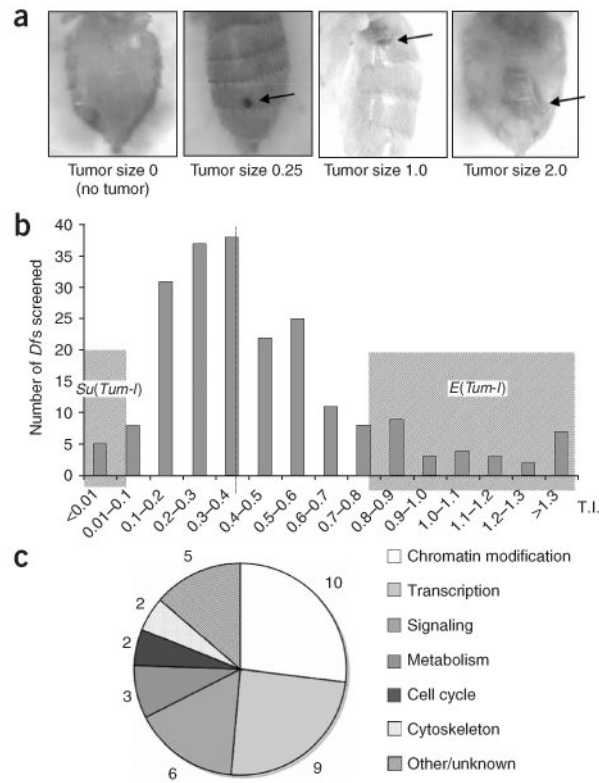 a
Tumor size 0
(no tumor)
Tumor size 0.25
Tumor size 1.0
Tumor size 2.0
b
Number of Dfs screened
40
35
30
25
20
15
10
5
0
Su(Tum-l)
E(Tum-l)
<0.01
0.01–0.1
0.1–0.2
0.2–0.3
0.3–0.4
0.4–0.5
0.5–0.6
0.6–0.7
0.7–0.8
0.8–0.9
0.9–1.0
1.0–1.1
1.1–1.2
1.2–1.3
>1.3
T.I.
c
5
10
2
2
3
6
9
Chromatin modification
Transcription
Signaling
Metabolism
Cell cycle
Cytoskeleton
Other/unknown